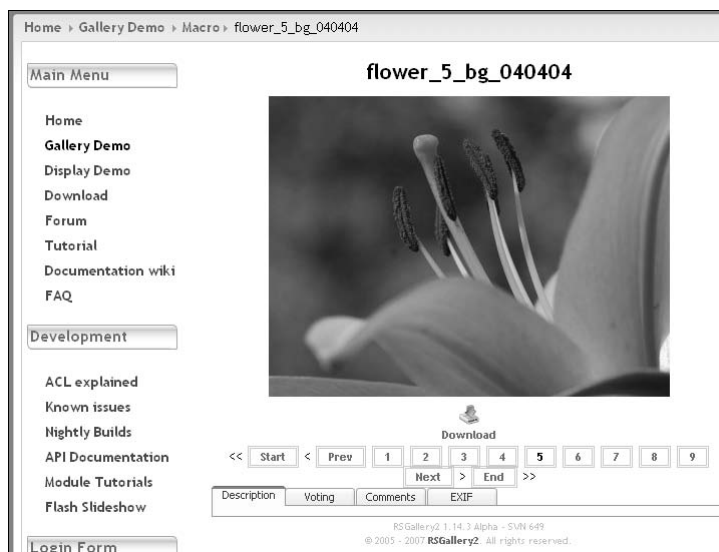 Home › Gallery Demo › Macro › flower_5_bg_040404
Main Menu
Home
Gallery Demo
Display Demo
Download
Forum
Tutorial
Documentation wiki
FAQ
Development
ACL explained
Known issues
Nightly Builds
API Documentation
Module Tutorials
Flash Slideshow
Login Form
flower_5_bg_040404
Download
<< Start < Prev 1 2 3 4 5 6 7 8 9
Next > End >>
Description Voting Comments EXIF
RSGallery2 1.14.3 Alpha - SVN 649
© 2005 - 2007 RSGallery2. All rights reserved.